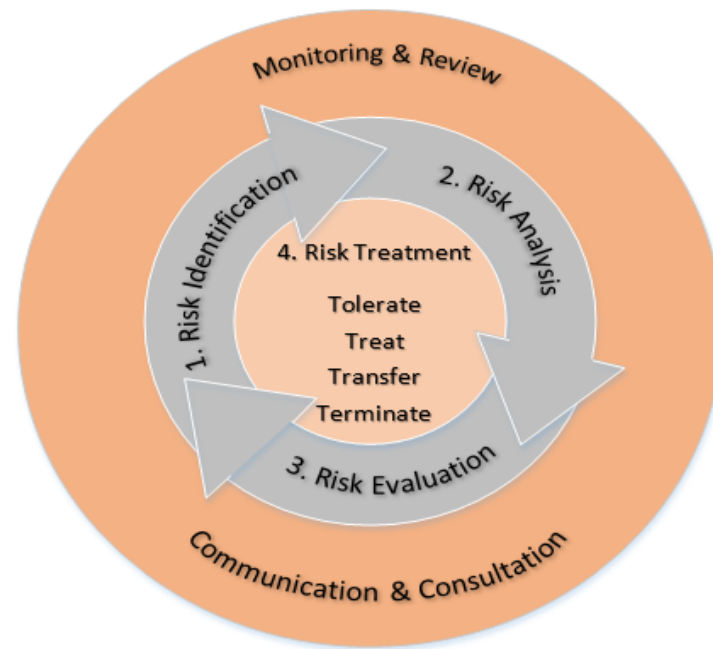 Monitoring & Review
1. Risk Identification
2. Risk Analysis
4. Risk Treatment
Tolerate
Treat
Transfer
Terminate
3. Risk Evaluation
Communication & Consultation